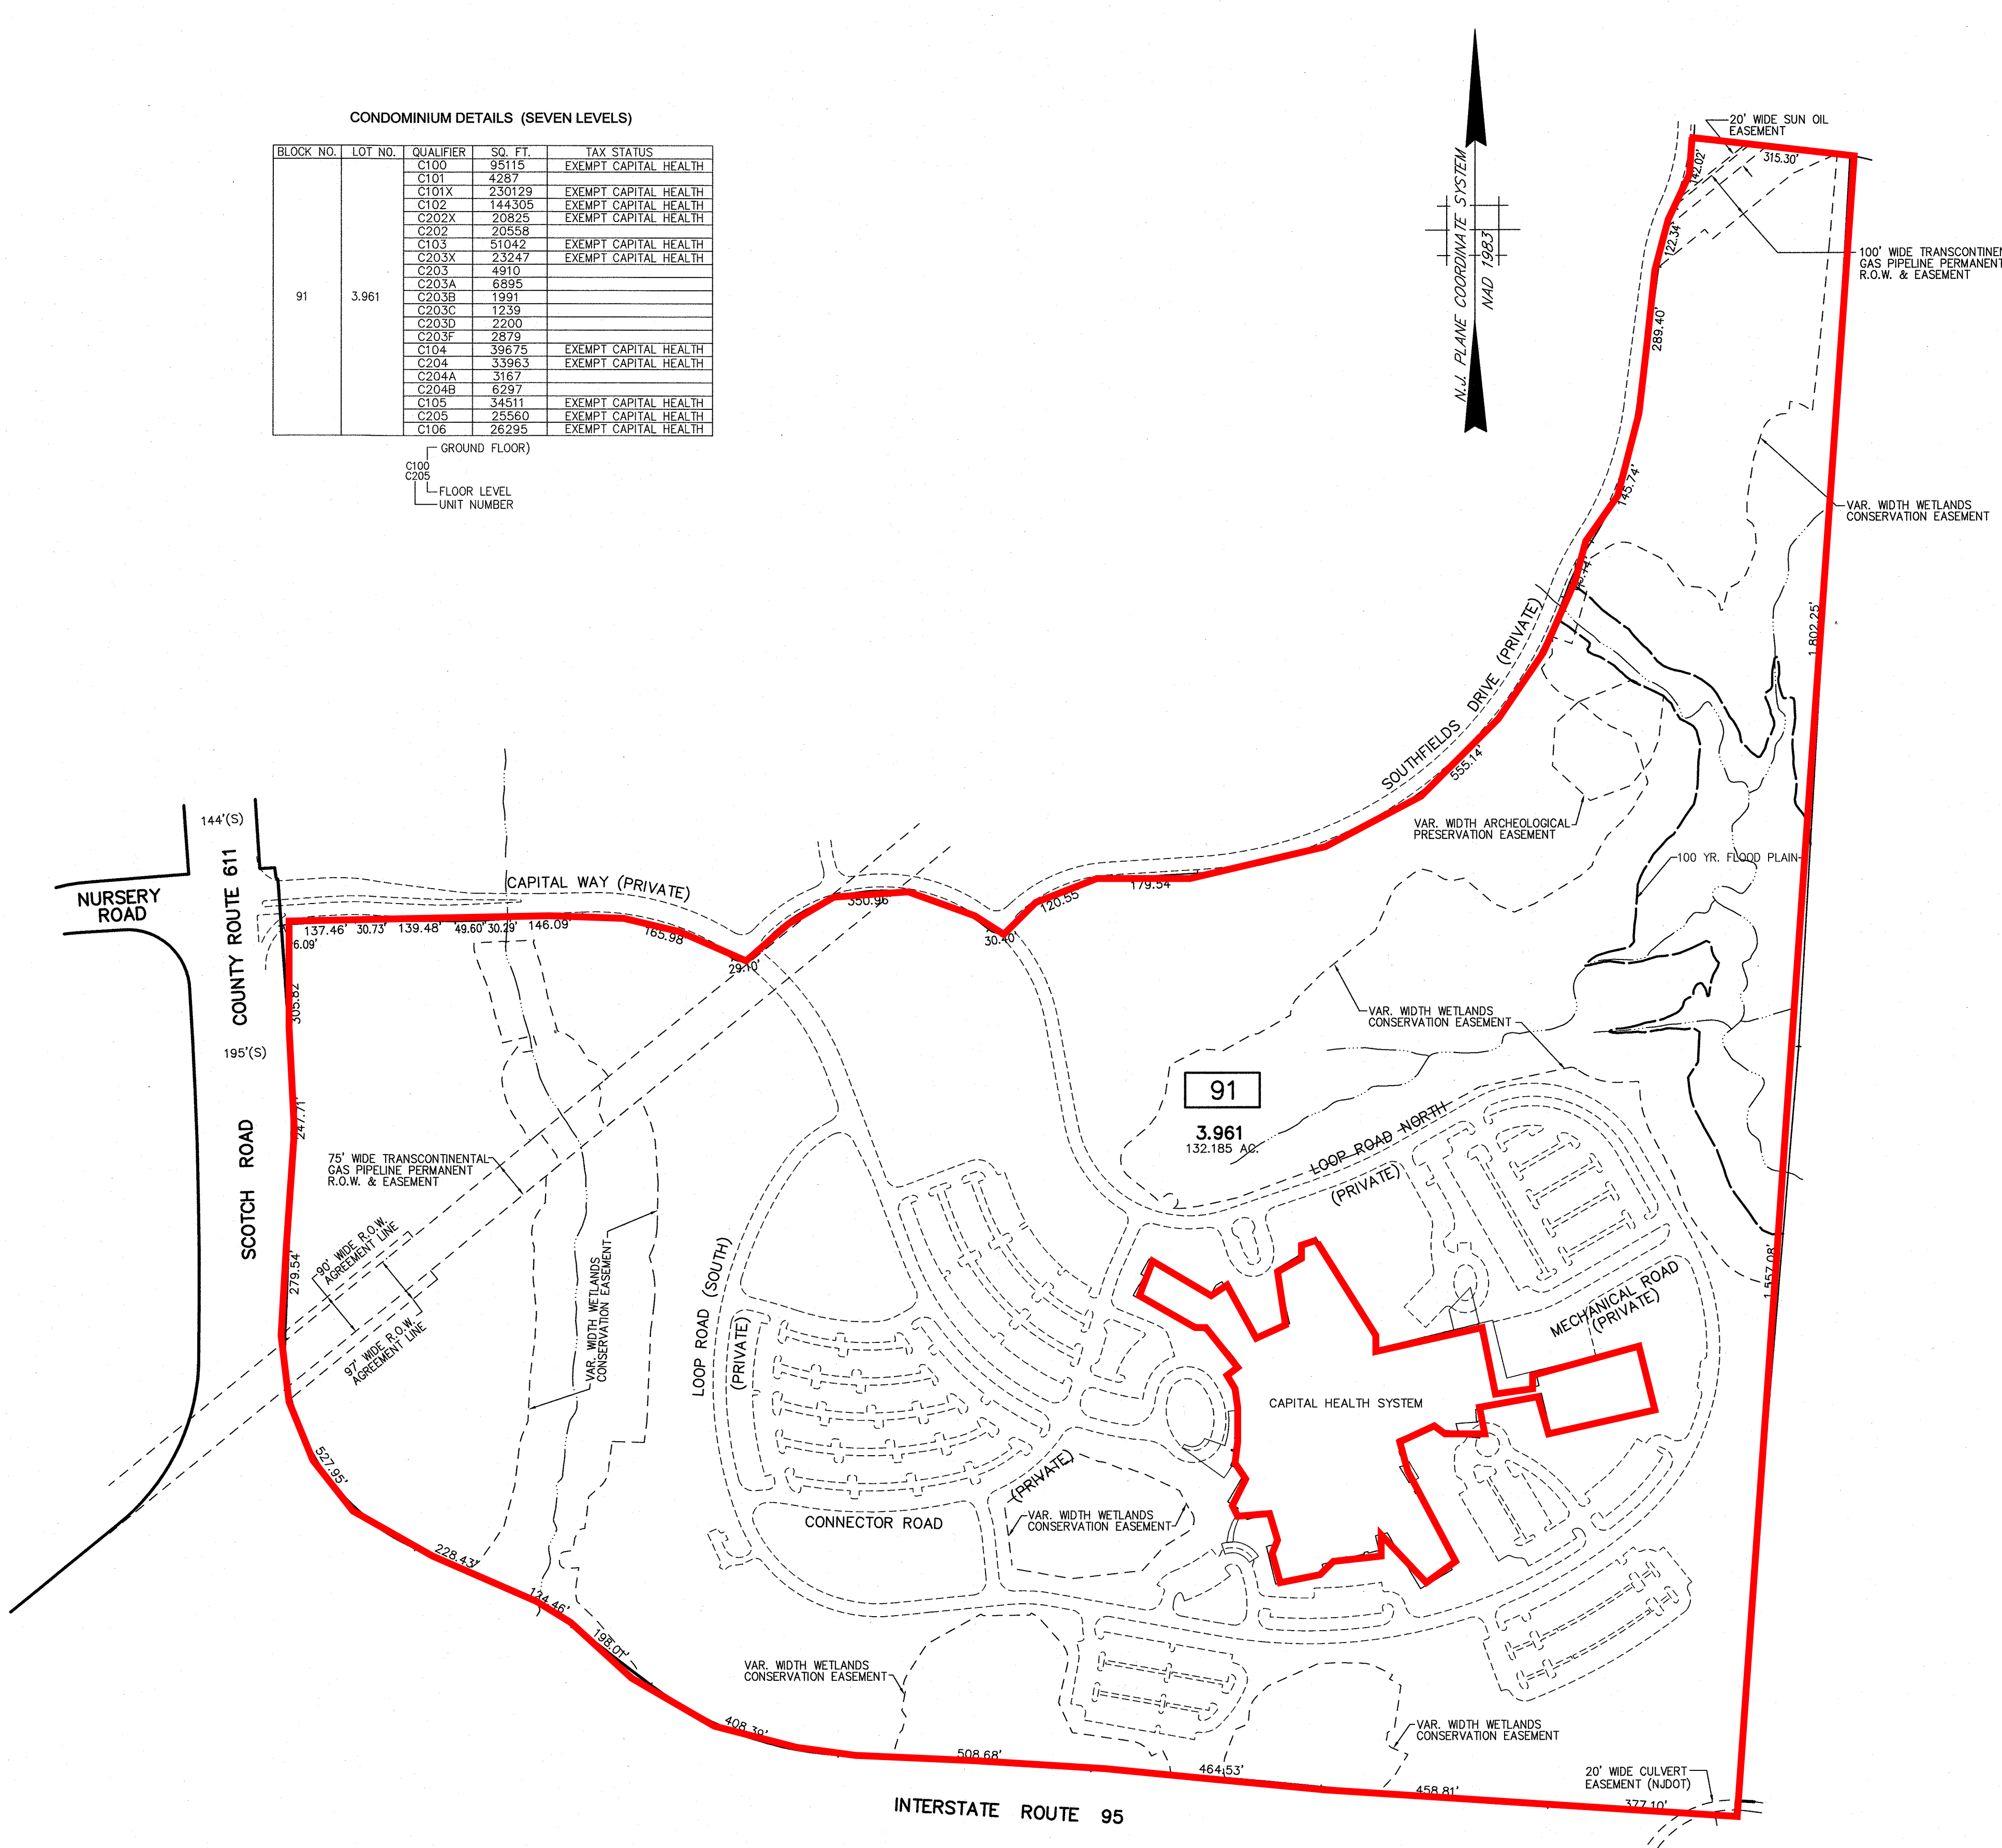 CONDOMINIUM DETAILS (SEVEN LEVELS)
BLOCK NO. LOT NO. QUALIFIER SQ. FT. TAX STATUS
C100 95115 EXEMPT CAPITAL HEALTH
C101 4287
C101X 230129 EXEMPT CAPITAL HEALTH
C102 144305 EXEMPT CAPITAL HEALTH
C202X 20825 EXEMPT CAPITAL HEALTH
C202 20558
C103 51042 EXEMPT CAPITAL HEALTH
C203X 23247 EXEMPT CAPITAL HEALTH
C203 4910
C203A 6895
91 3.961 C203B 1991
C203C 1239
C203D 2200
C203F 2879
C104 39675 EXEMPT CAPITAL HEALTH
C204 33963 EXEMPT CAPITAL HEALTH
C204A 3167
C204B 6297
C105 34511 EXEMPT CAPITAL HEALTH
C205 25560 EXEMPT CAPITAL HEALTH
C106 26295 EXEMPT CAPITAL HEALTH
GROUND FLOOR)
C100
C205
FLOOR LEVEL
UNIT NUMBER
N.J. PLANE COORDINATE SYSTEM
NAD 1983
20' WIDE SUN OIL
EASEMENT
315.30'
142.02'
122.34'
100' WIDE TRANSCONTINE
GAS PIPELINE PERMANENT
R.O.W. & EASEMENT
289.40'
145.74'
VAR. WIDTH WETLANDS
CONSERVATION EASEMENT
1,802.25'
SOUTHFIELDS DRIVE (PRIVATE)
555.14'
VAR. WIDTH ARCHEOLOGICAL
PRESERVATION EASEMENT
100 YR. FLOOD PLAIN
144'(S)
NURSERY
ROAD
COUNTY ROUTE 611
SCOTCH ROAD
195'(S)
CAPITAL WAY (PRIVATE)
137.46' 30.73' 139.48' 49.60' 30.29' 146.09'
165.98
29.10'
350.96
30.40'
120.55
179.54'
6.09'
305.82
247.71'
279.54'
75' WIDE TRANSCONTINENTAL
GAS PIPELINE PERMANENT
R.O.W. & EASEMENT
90' WIDE R.O.W.
AGREEMENT LINE
97' WIDE R.O.W.
AGREEMENT LINE
VAR. WIDTH WETLANDS
CONSERVATION EASEMENT
VAR. WIDTH WETLANDS
CONSERVATION EASEMENT
91
3.961
132.185 AC.
LOOP ROAD NORTH
(PRIVATE)
LOOP ROAD (SOUTH)
(PRIVATE)
MECHANICAL ROAD
(PRIVATE)
1,557.08'
CAPITAL HEALTH SYSTEM
(PRIVATE)
CONNECTOR ROAD
VAR. WIDTH WETLANDS
CONSERVATION EASEMENT
527.95'
228.43'
198.01'
408.39'
VAR. WIDTH WETLANDS
CONSERVATION EASEMENT
508.68'
464.53'
458.81'
377.10'
VAR. WIDTH WETLANDS
CONSERVATION EASEMENT
20' WIDE CULVERT
EASEMENT (NJDOT)
INTERSTATE ROUTE 95